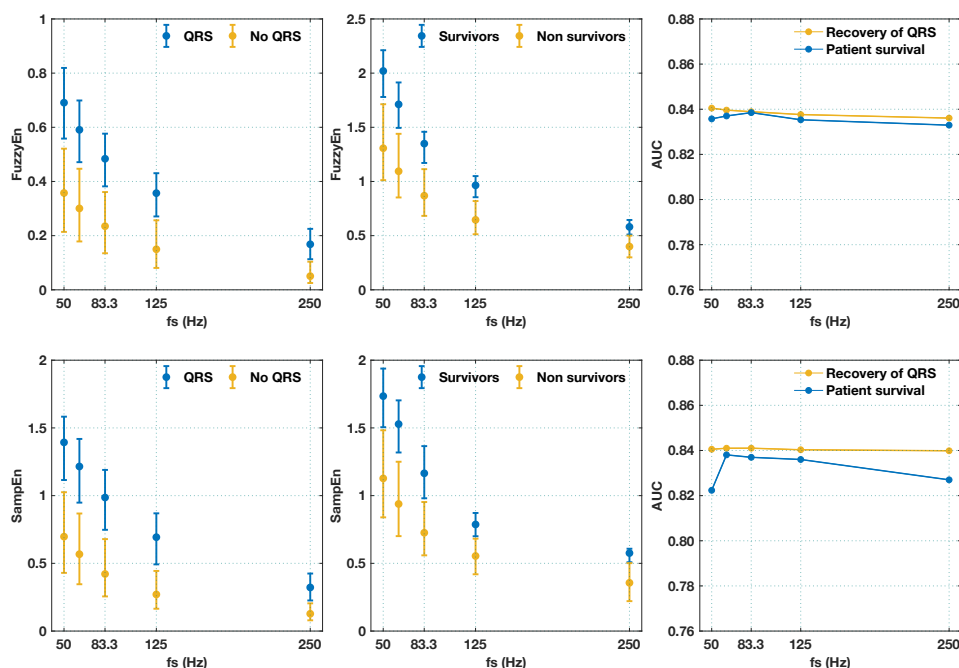 QRS No QRS
1
0.8
0.6
0.4
0.2
0
FuzzyEn
50 83.3 125 250
fs (Hz)
Survivors Non survivors
2.5
2
1.5
1
0.5
0
FuzzyEn
50 83.3 125 250
fs (Hz)
Recovery of QRS
Patient survival
0.88
0.86
0.84
0.82
0.80
0.78
0.76
AUC
50 83.3 125 250
fs (Hz)
QRS No QRS
2
1.5
1
0.5
0
SampEn
50 83.3 125 250
fs (Hz)
Survivors Non survivors
2
1.5
1
0.5
0
SampEn
50 83.3 125 250
fs (Hz)
Recovery of QRS
Patient survival
0.88
0.86
0.84
0.82
0.80
0.78
0.76
AUC
50 83.3 125 250
fs (Hz)